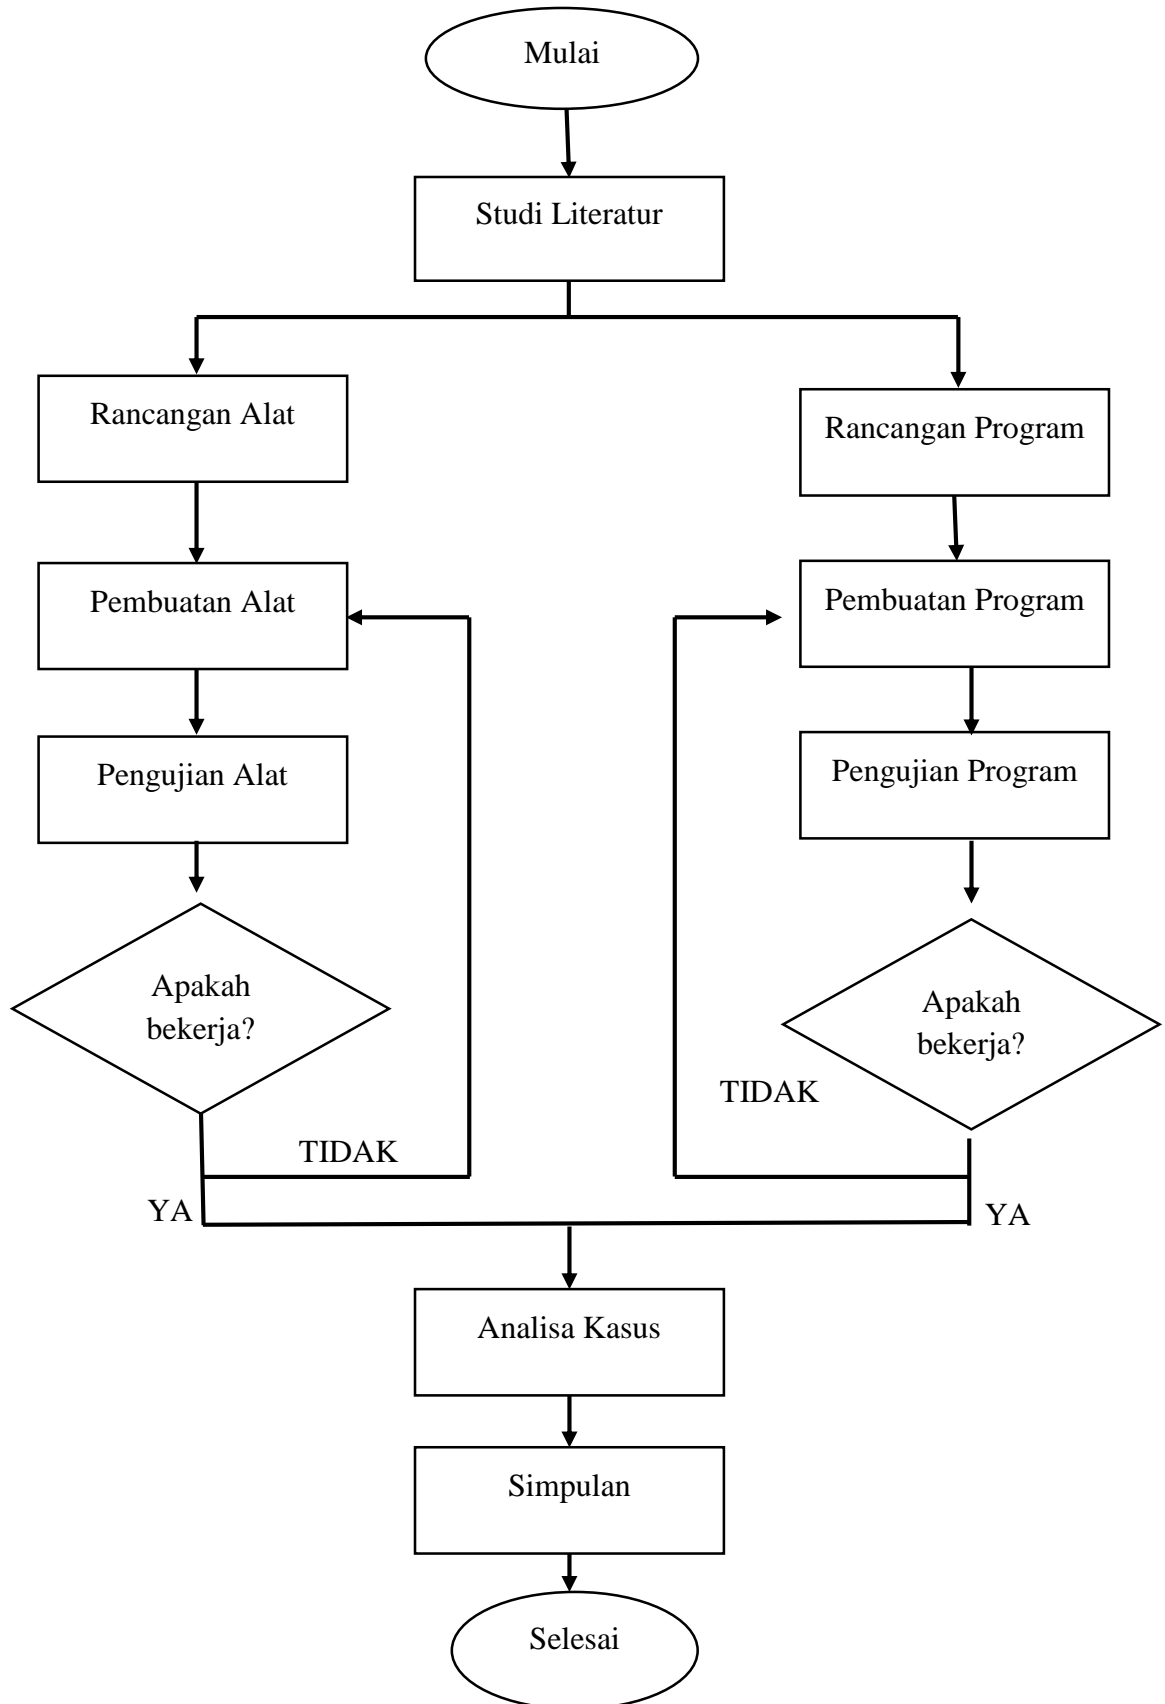 Mulai
Studi Literatur
Rancangan Alat
Rancangan Program
Pembuatan Alat
Pembuatan Program
Pengujian Alat
Pengujian Program
Apakah
bekerja?
Apakah
bekerja?
TIDAK
TIDAK
YA
YA
Analisa Kasus
Simpulan
Selesai